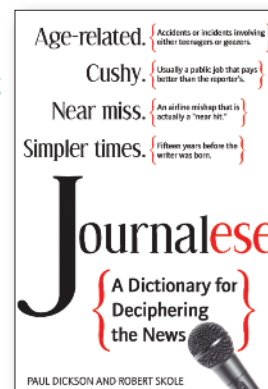 Age-related. { Accidents or incidents involving
either teenagers or geezers. }
Cushy. { Usually a public job that pays
better than the reporter's. }
Near miss. { An airline mishap that is
actually a "near hit." }
Simpler times. { Fifteen years before the
writer was born. }
Journalese
{ A Dictionary for
Deciphering
the News }
PAUL DICKSON AND ROBERT SKOLE